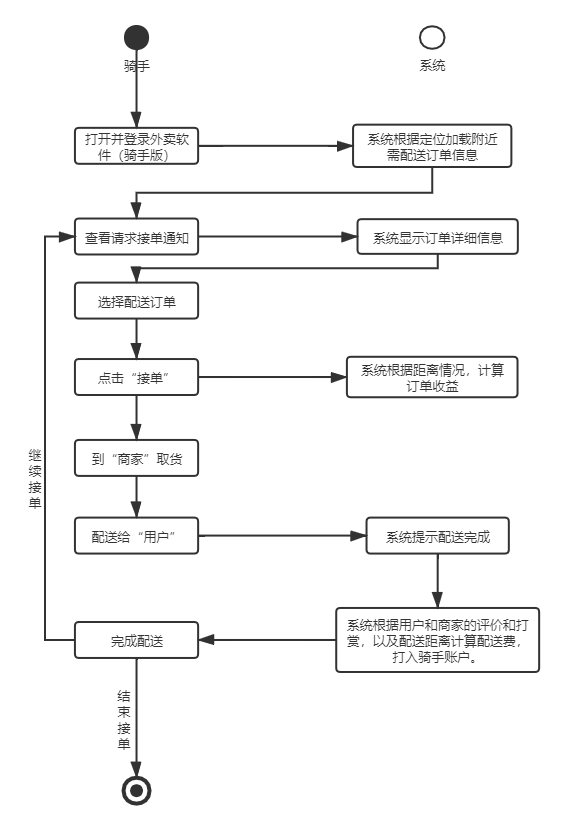 骑手
系统
打开并登录外卖软
件（骑手版）
系统根据定位加载附近
需配送订单信息
查看请求接单通知
系统显示订单详细信息
选择配送订单
点击“接单”
系统根据距离情况，计算
订单收益
到“商家”取货
继
续
接
单
配送给“用户”
系统提示配送完成
完成配送
系统根据用户和商家的评价和打
赏，以及配送距离计算配送费，
打入骑手账户。
结
束
接
单